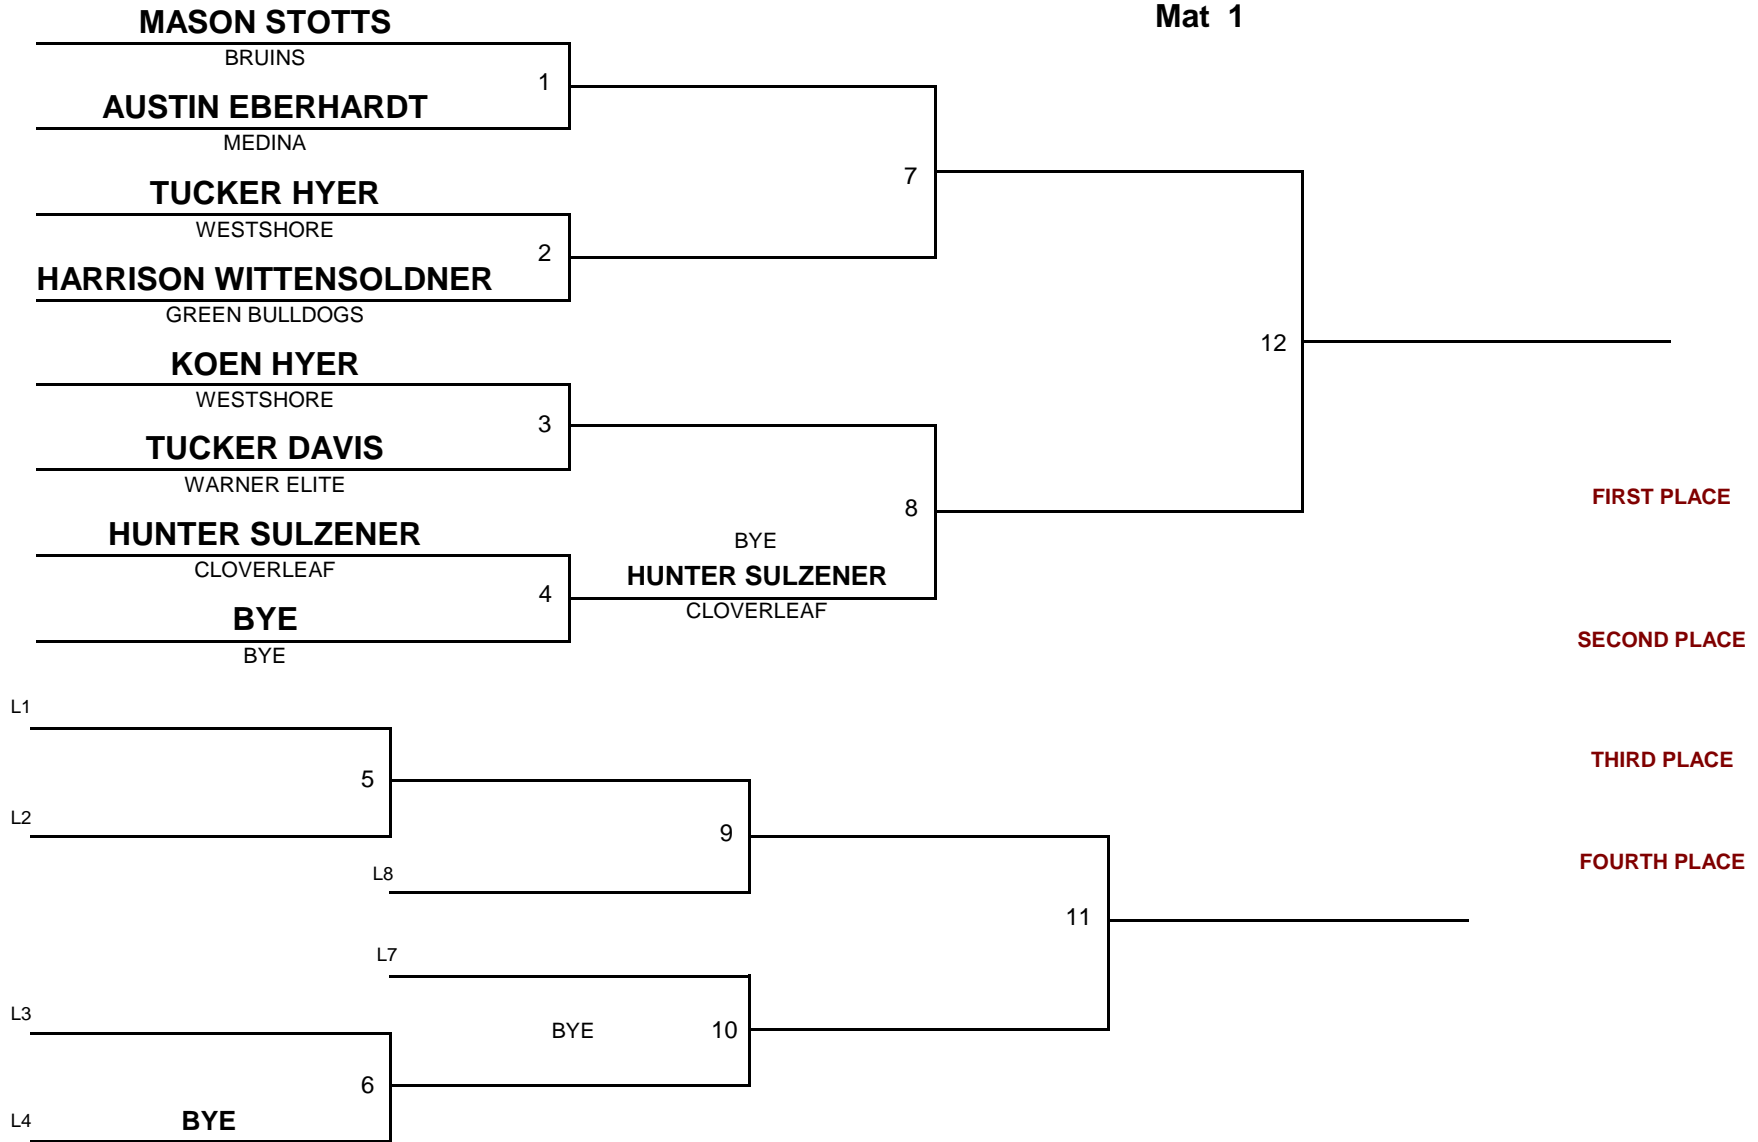 Mat 1
MASON STOTTS
BRUINS
1
AUSTIN EBERHARDT
MEDINA
7
TUCKER HYER
WESTSHORE
2
HARRISON WITTENSOLDNER
GREEN BULLDOGS
12
KOEN HYER
WESTSHORE
3
TUCKER DAVIS
WARNER ELITE
8
HUNTER SULZENER
CLOVERLEAF
4
BYE
HUNTER SULZENER
CLOVERLEAF
BYE
BYE
FIRST PLACE
SECOND PLACE
THIRD PLACE
FOURTH PLACE
L1
5
L2
9
L8
11
L7
L3
BYE
10
6
L4
BYE